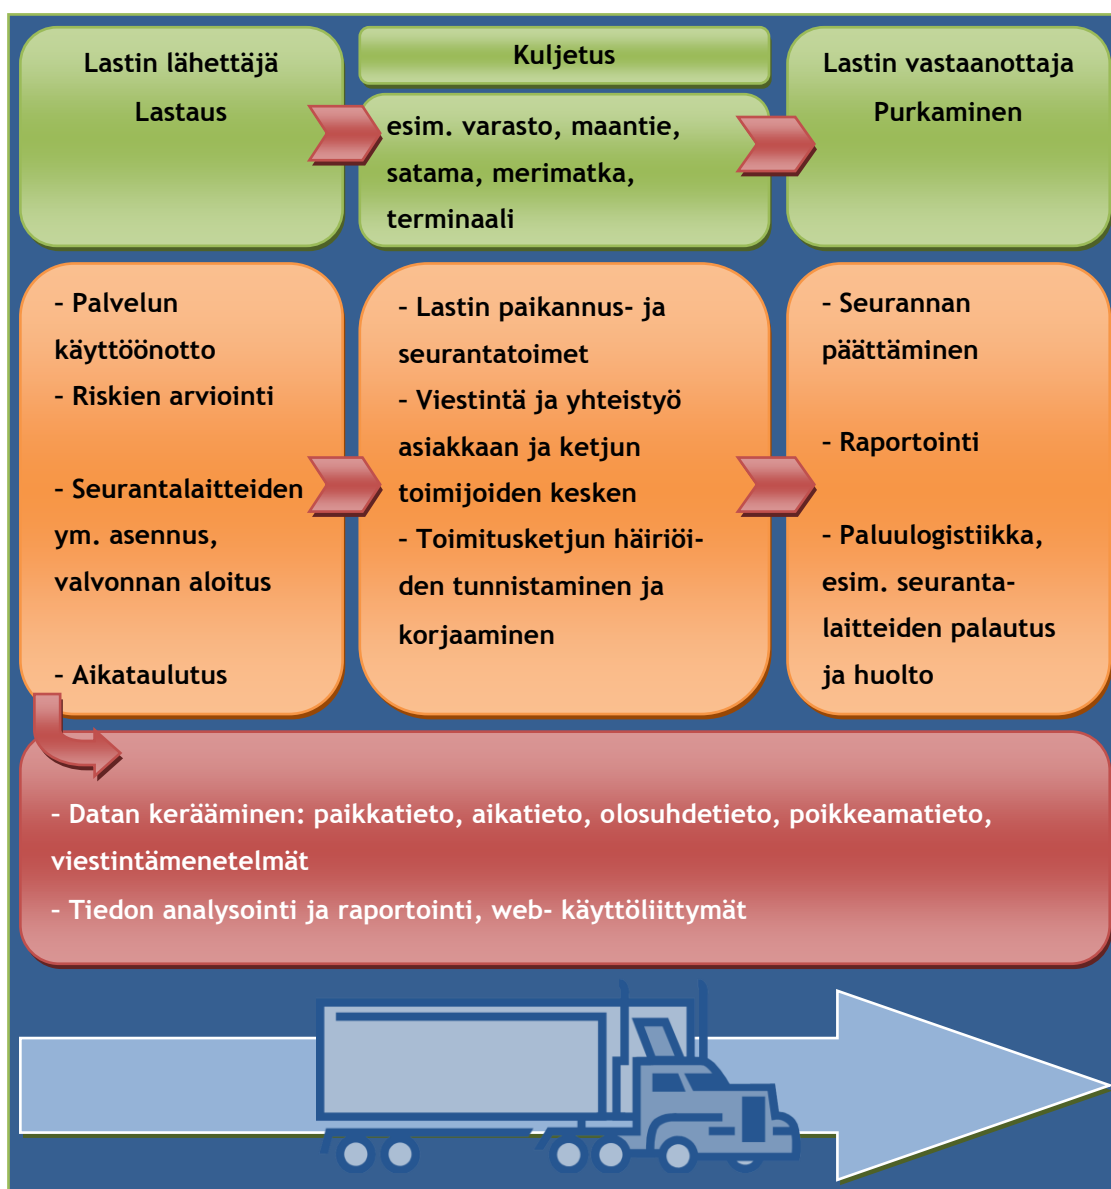 Lastin lähettäjä
Lastaus
Kuljetus
esim. varasto, maantie,
satama, merimatka,
terminaali
Lastin vastaanottaja
Purkaminen
– Palvelun
käyttöönotto
– Riskien arviointi
– Seurantalaitteiden
ym. asennus,
valvonnan aloitus
– Aikataulutus
– Lastin paikannus- ja
seurantatoimet
– Viestintä ja yhteistyö
asiakkaan ja ketjun
toimijoiden kesken
– Toimitusketjun häiriöi-
den tunnistaminen ja
korjaaminen
– Seurannan
päättäminen
– Raportointi
– Paluulogistiikka,
esim. seuranta-
laitteiden palautus
ja huolto
– Datan kerääminen: paikkatieto, aikatieto, olosuhdetieto, poikkeamatieto,
viestintämenetelmät
– Tiedon analysointi ja raportointi, web- käyttöliittymät